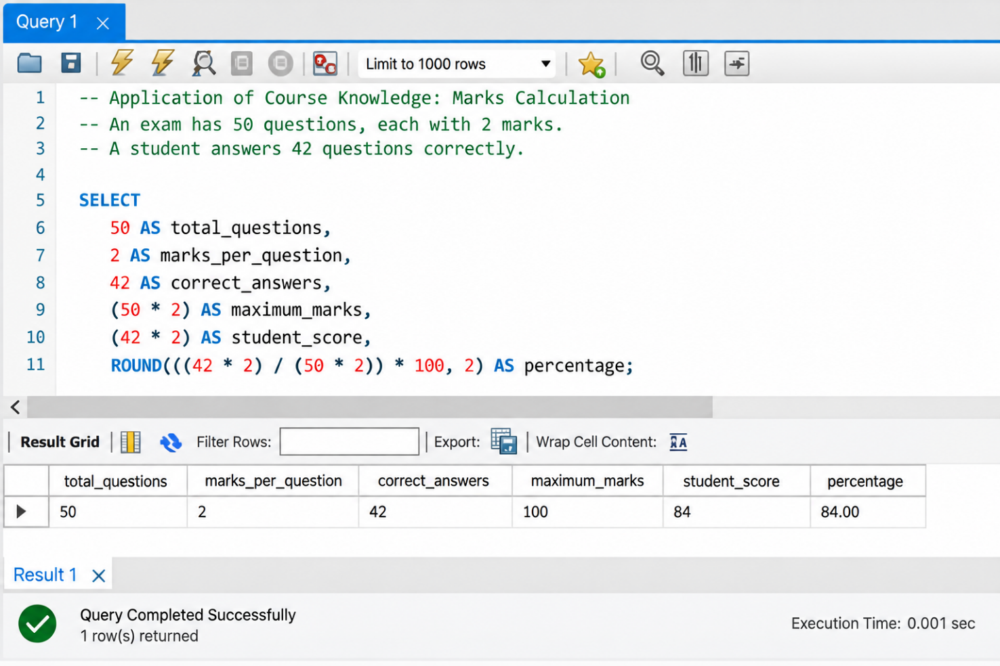 Query 1
Limit to 1000 rows
1 -- Application of Course Knowledge: Marks Calculation
2 -- An exam has 50 questions, each with 2 marks.
3 -- A student answers 42 questions correctly.
4
5 SELECT
6 50 AS total_questions,
7 2 AS marks_per_question,
8 42 AS correct_answers,
9 (50 * 2) AS maximum_marks,
10 (42 * 2) AS student_score,
11 ROUND(((42 * 2) / (50 * 2)) * 100, 2) AS percentage;
Result Grid Filter Rows: Export: Wrap Cell Content:
total_questions marks_per_question correct_answers maximum_marks student_score percentage
50 2 42 100 84 84.00
Result 1
Query Completed Successfully
1 row(s) returned
Execution Time: 0.001 sec